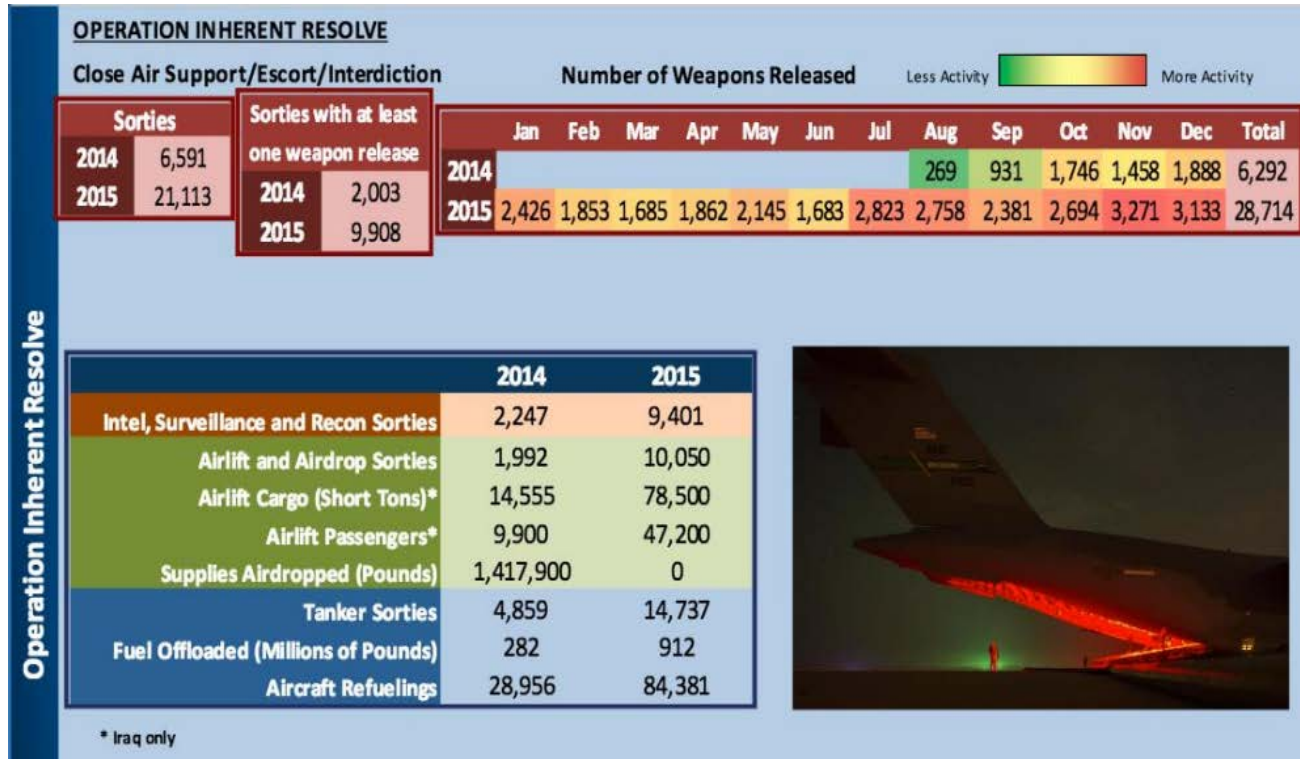 OPERATION INHERENT RESOLVE
Close Air Support/Escort/Interdiction
Number of Weapons Released
Less Activity
More Activity
Sorties
2014 6,591
2015 21,113
Sorties with at least
one weapon release
2014 2,003
2015 9,908
Jan Feb Mar Apr May Jun Jul Aug Sep Oct Nov Dec Total
2014 269 931 1,746 1,458 1,888 6,292
2015 2,426 1,853 1,685 1,862 2,145 1,683 2,823 2,758 2,381 2,694 3,271 3,133 28,714
Operation Inherent Resolve
2014 2015
Intel, Surveillance and Recon Sorties 2,247 9,401
Airlift and Airdrop Sorties 1,992 10,050
Airlift Cargo (Short Tons)* 14,555 78,500
Airlift Passengers* 9,900 47,200
Supplies Airdropped (Pounds) 1,417,900 0
Tanker Sorties 4,859 14,737
Fuel Offloaded (Millions of Pounds) 282 912
Aircraft Refuelings 28,956 84,381
* Iraq only